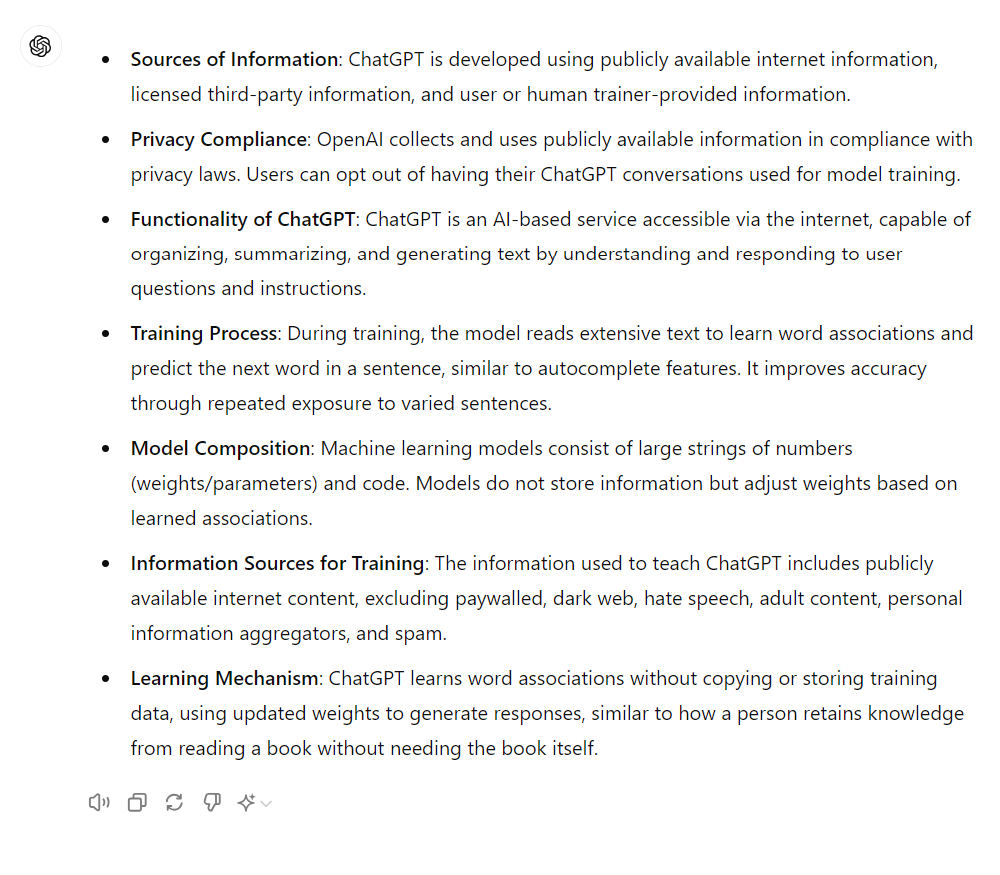 Sources of Information: ChatGPT is developed using publicly available internet information,
licensed third-party information, and user or human trainer-provided information.
Privacy Compliance: OpenAI collects and uses publicly available information in compliance with
privacy laws. Users can opt out of having their ChatGPT conversations used for model training.
Functionality of ChatGPT: ChatGPT is an AI-based service accessible via the internet, capable of
organizing, summarizing, and generating text by understanding and responding to user
questions and instructions.
Training Process: During training, the model reads extensive text to learn word associations and
predict the next word in a sentence, similar to autocomplete features. It improves accuracy
through repeated exposure to varied sentences.
Model Composition: Machine learning models consist of large strings of numbers
(weights/parameters) and code. Models do not store information but adjust weights based on
learned associations.
Information Sources for Training: The information used to teach ChatGPT includes publicly
available internet content, excluding paywalled, dark web, hate speech, adult content, personal
information aggregators, and spam.
Learning Mechanism: ChatGPT learns word associations without copying or storing training
data, using updated weights to generate responses, similar to how a person retains knowledge
from reading a book without needing the book itself.